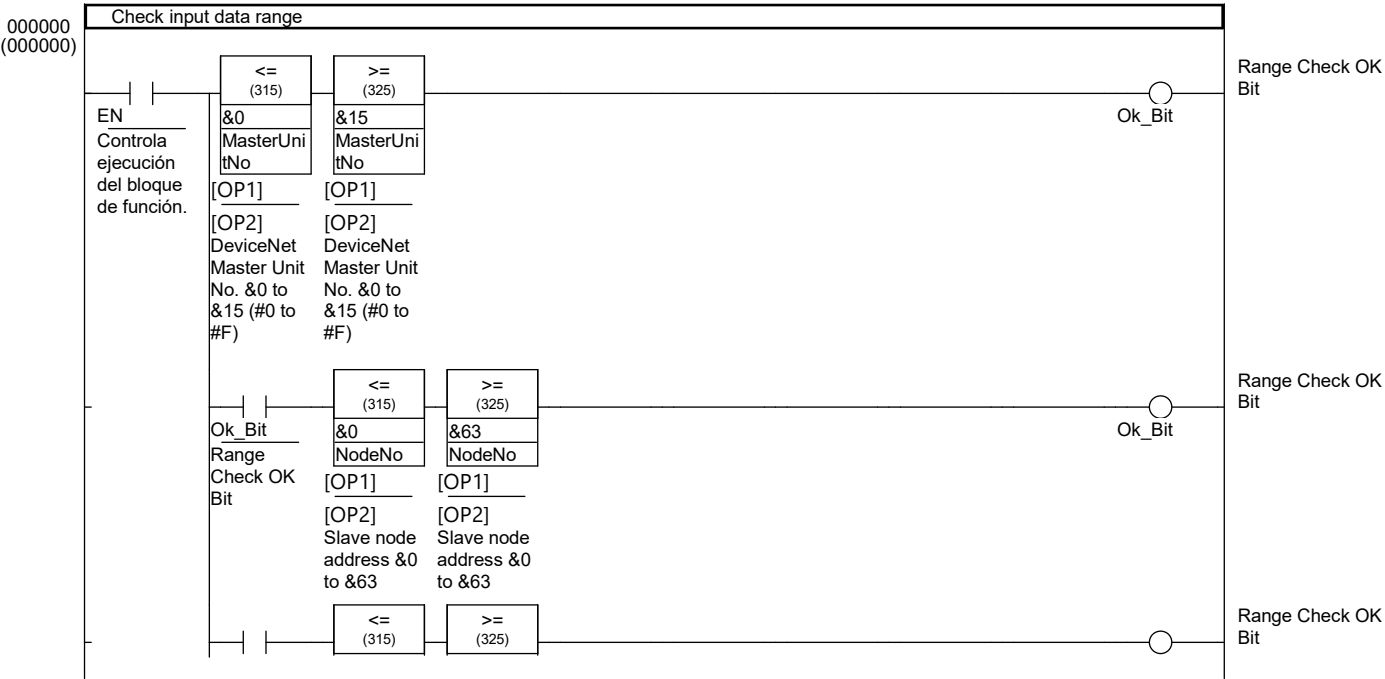 Check input data range
000000
(000000)
<=
(315)
>=
(325)
Range Check OK
Bit
EN
&0
&15
Ok_Bit
Controla
ejecución
del bloque
de función.
MasterUni
tNo
MasterUni
tNo
[OP1]
[OP1]
[OP2]
DeviceNet
Master Unit
No. &0 to
&15 (#0 to
#F)
[OP2]
DeviceNet
Master Unit
No. &0 to
&15 (#0 to
#F)
<=
(315)
>=
(325)
Range Check OK
Bit
Ok_Bit
Range
Check OK
Bit
&0
NodeNo
&63
NodeNo
Ok_Bit
[OP1]
[OP1]
[OP2]
Slave node
address &0
to &63
[OP2]
Slave node
address &0
to &63
<=
(315)
>=
(325)
Range Check OK
Bit